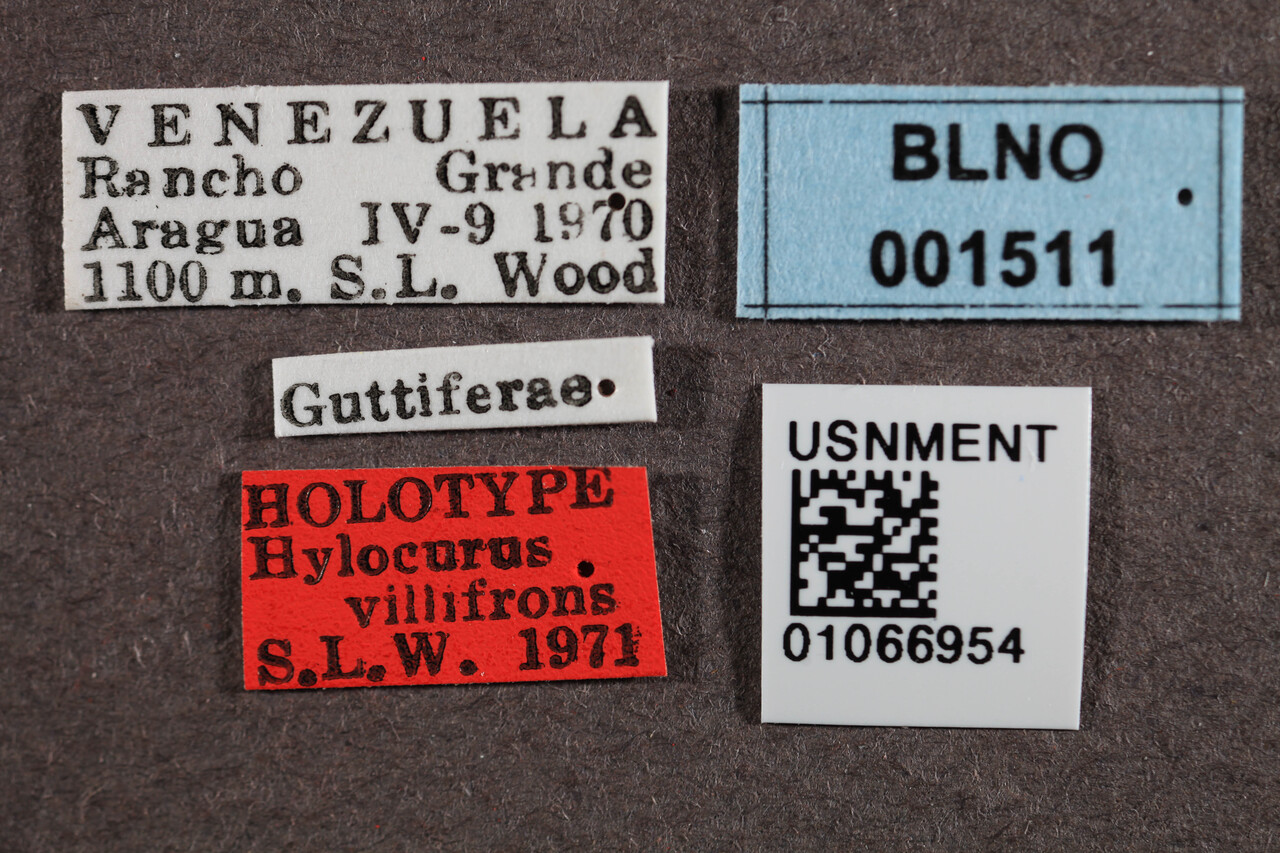 VENEZUELA
Rancho Grande
Aragua IV-9 1970
1100 m. S.L. Wood
BLNO
001511
Guttiferae
HOLOTYPE
Hylocurus
villifrons
S.L.W. 1971
USNMENT
01066954